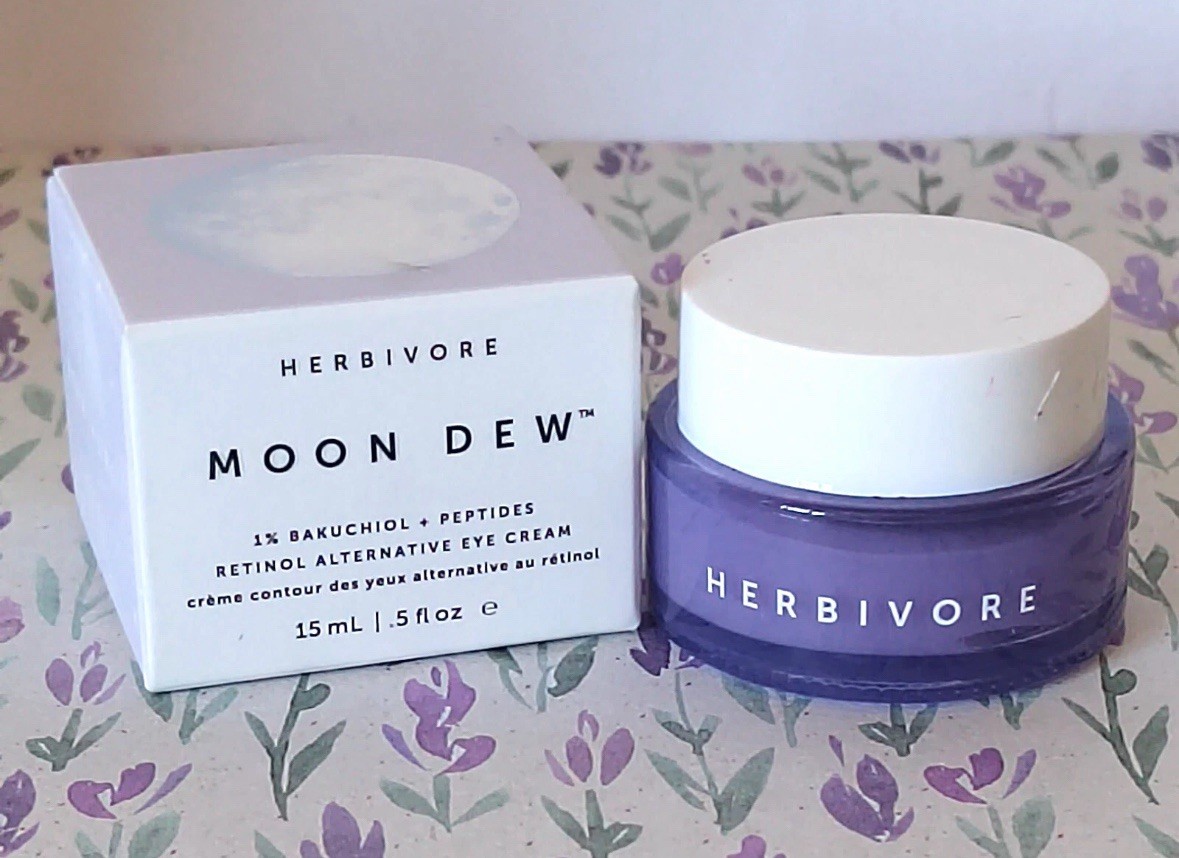 HERBIVORE
MOON DEW™
1% BAKUCHIOL + PEPTIDES
RETINOL ALTERNATIVE EYE CREAM
crème contour des yeux alternative au rétinol
15 mL | .5 fl oz ℮
HERBIVORE